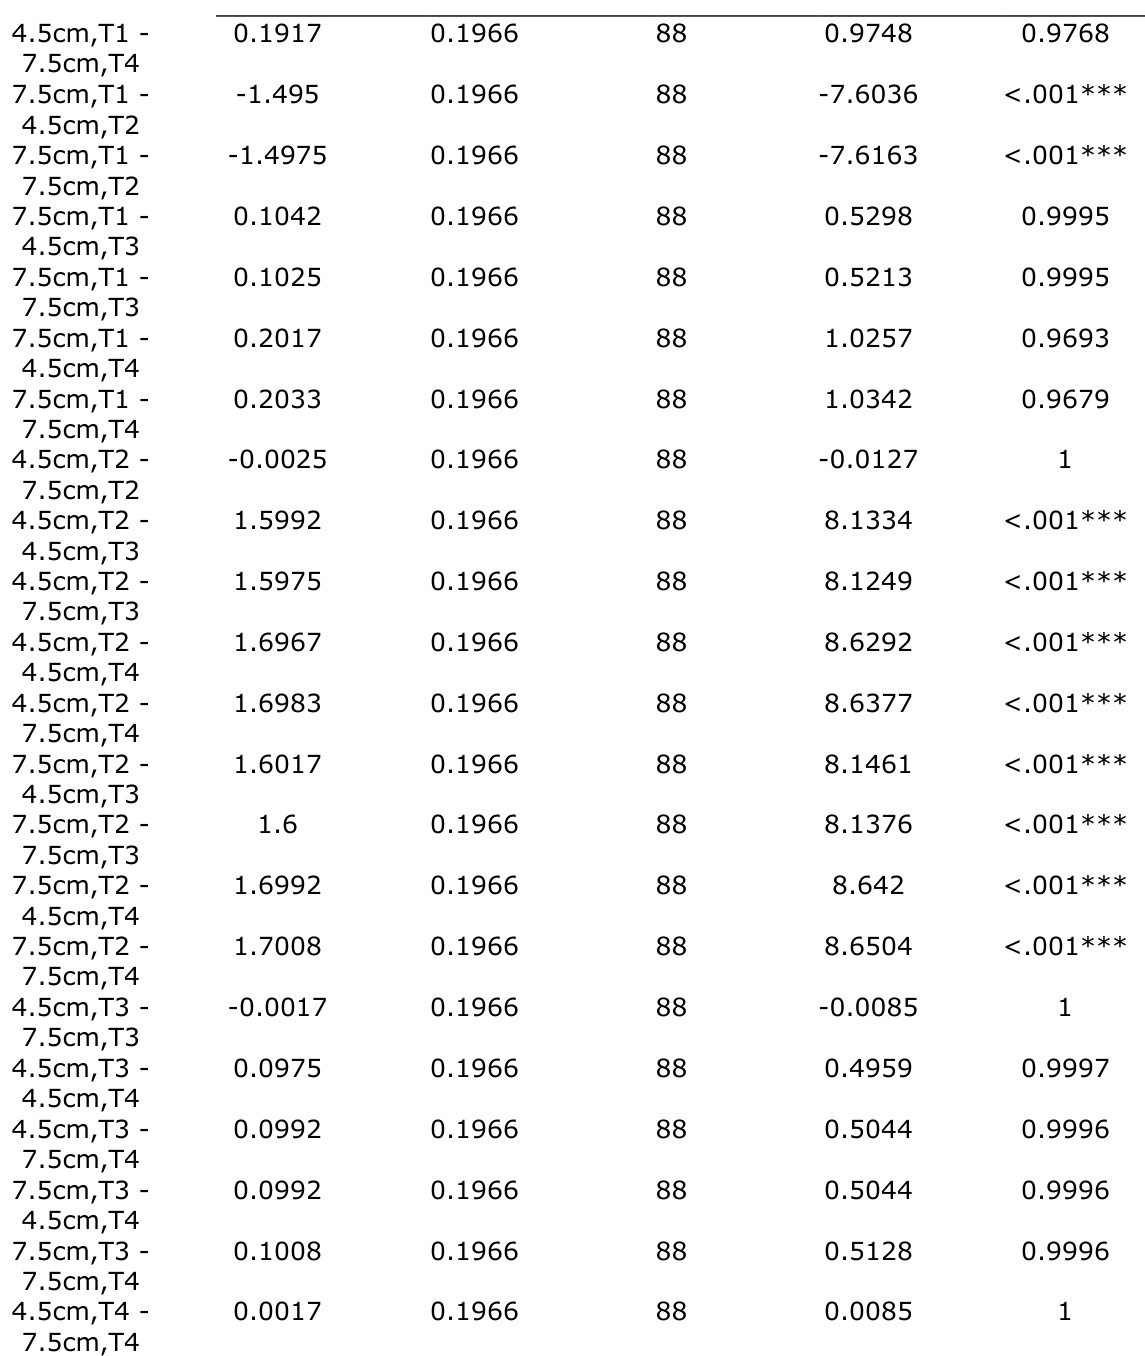 4.5cm,T1 - 0.1917 0.1966 88 0.9748 0.9768
7.5cm,T4
7.5cm,T1 - -1.495 0.1966 88 -7.6036 <.001***
4.5cm,T2
7.5cm,T1 - -1.4975 0.1966 88 -7.6163 <.001***
7.5cm,T2
7.5cm,T1 - 0.1042 0.1966 88 0.5298 0.9995
4.5cm,T3
7.5cm,T1 - 0.1025 0.1966 88 0.5213 0.9995
7.5cm,T3
7.5cm,T1 - 0.2017 0.1966 88 1.0257 0.9693
4.5cm,T4
7.5cm,T1 - 0.2033 0.1966 88 1.0342 0.9679
7.5cm,T4
4.5cm,T2 - -0.0025 0.1966 88 -0.0127 1
7.5cm,T2
4.5cm,T2 - 1.5992 0.1966 88 8.1334 <.001***
4.5cm,T3
4.5cm,T2 - 1.5975 0.1966 88 8.1249 <.001***
7.5cm,T3
4.5cm,T2 - 1.6967 0.1966 88 8.6292 <.001***
4.5cm,T4
4.5cm,T2 - 1.6983 0.1966 88 8.6377 <.001***
7.5cm,T4
7.5cm,T2 - 1.6017 0.1966 88 8.1461 <.001***
4.5cm,T3
7.5cm,T2 - 1.6 0.1966 88 8.1376 <.001***
7.5cm,T3
7.5cm,T2 - 1.6992 0.1966 88 8.642 <.001***
4.5cm,T4
7.5cm,T2 - 1.7008 0.1966 88 8.6504 <.001***
7.5cm,T4
4.5cm,T3 - -0.0017 0.1966 88 -0.0085 1
7.5cm,T3
4.5cm,T3 - 0.0975 0.1966 88 0.4959 0.9997
4.5cm,T4
4.5cm,T3 - 0.0992 0.1966 88 0.5044 0.9996
7.5cm,T4
7.5cm,T3 - 0.0992 0.1966 88 0.5044 0.9996
4.5cm,T4
7.5cm,T3 - 0.1008 0.1966 88 0.5128 0.9996
7.5cm,T4
4.5cm,T4 - 0.0017 0.1966 88 0.0085 1
7.5cm,T4